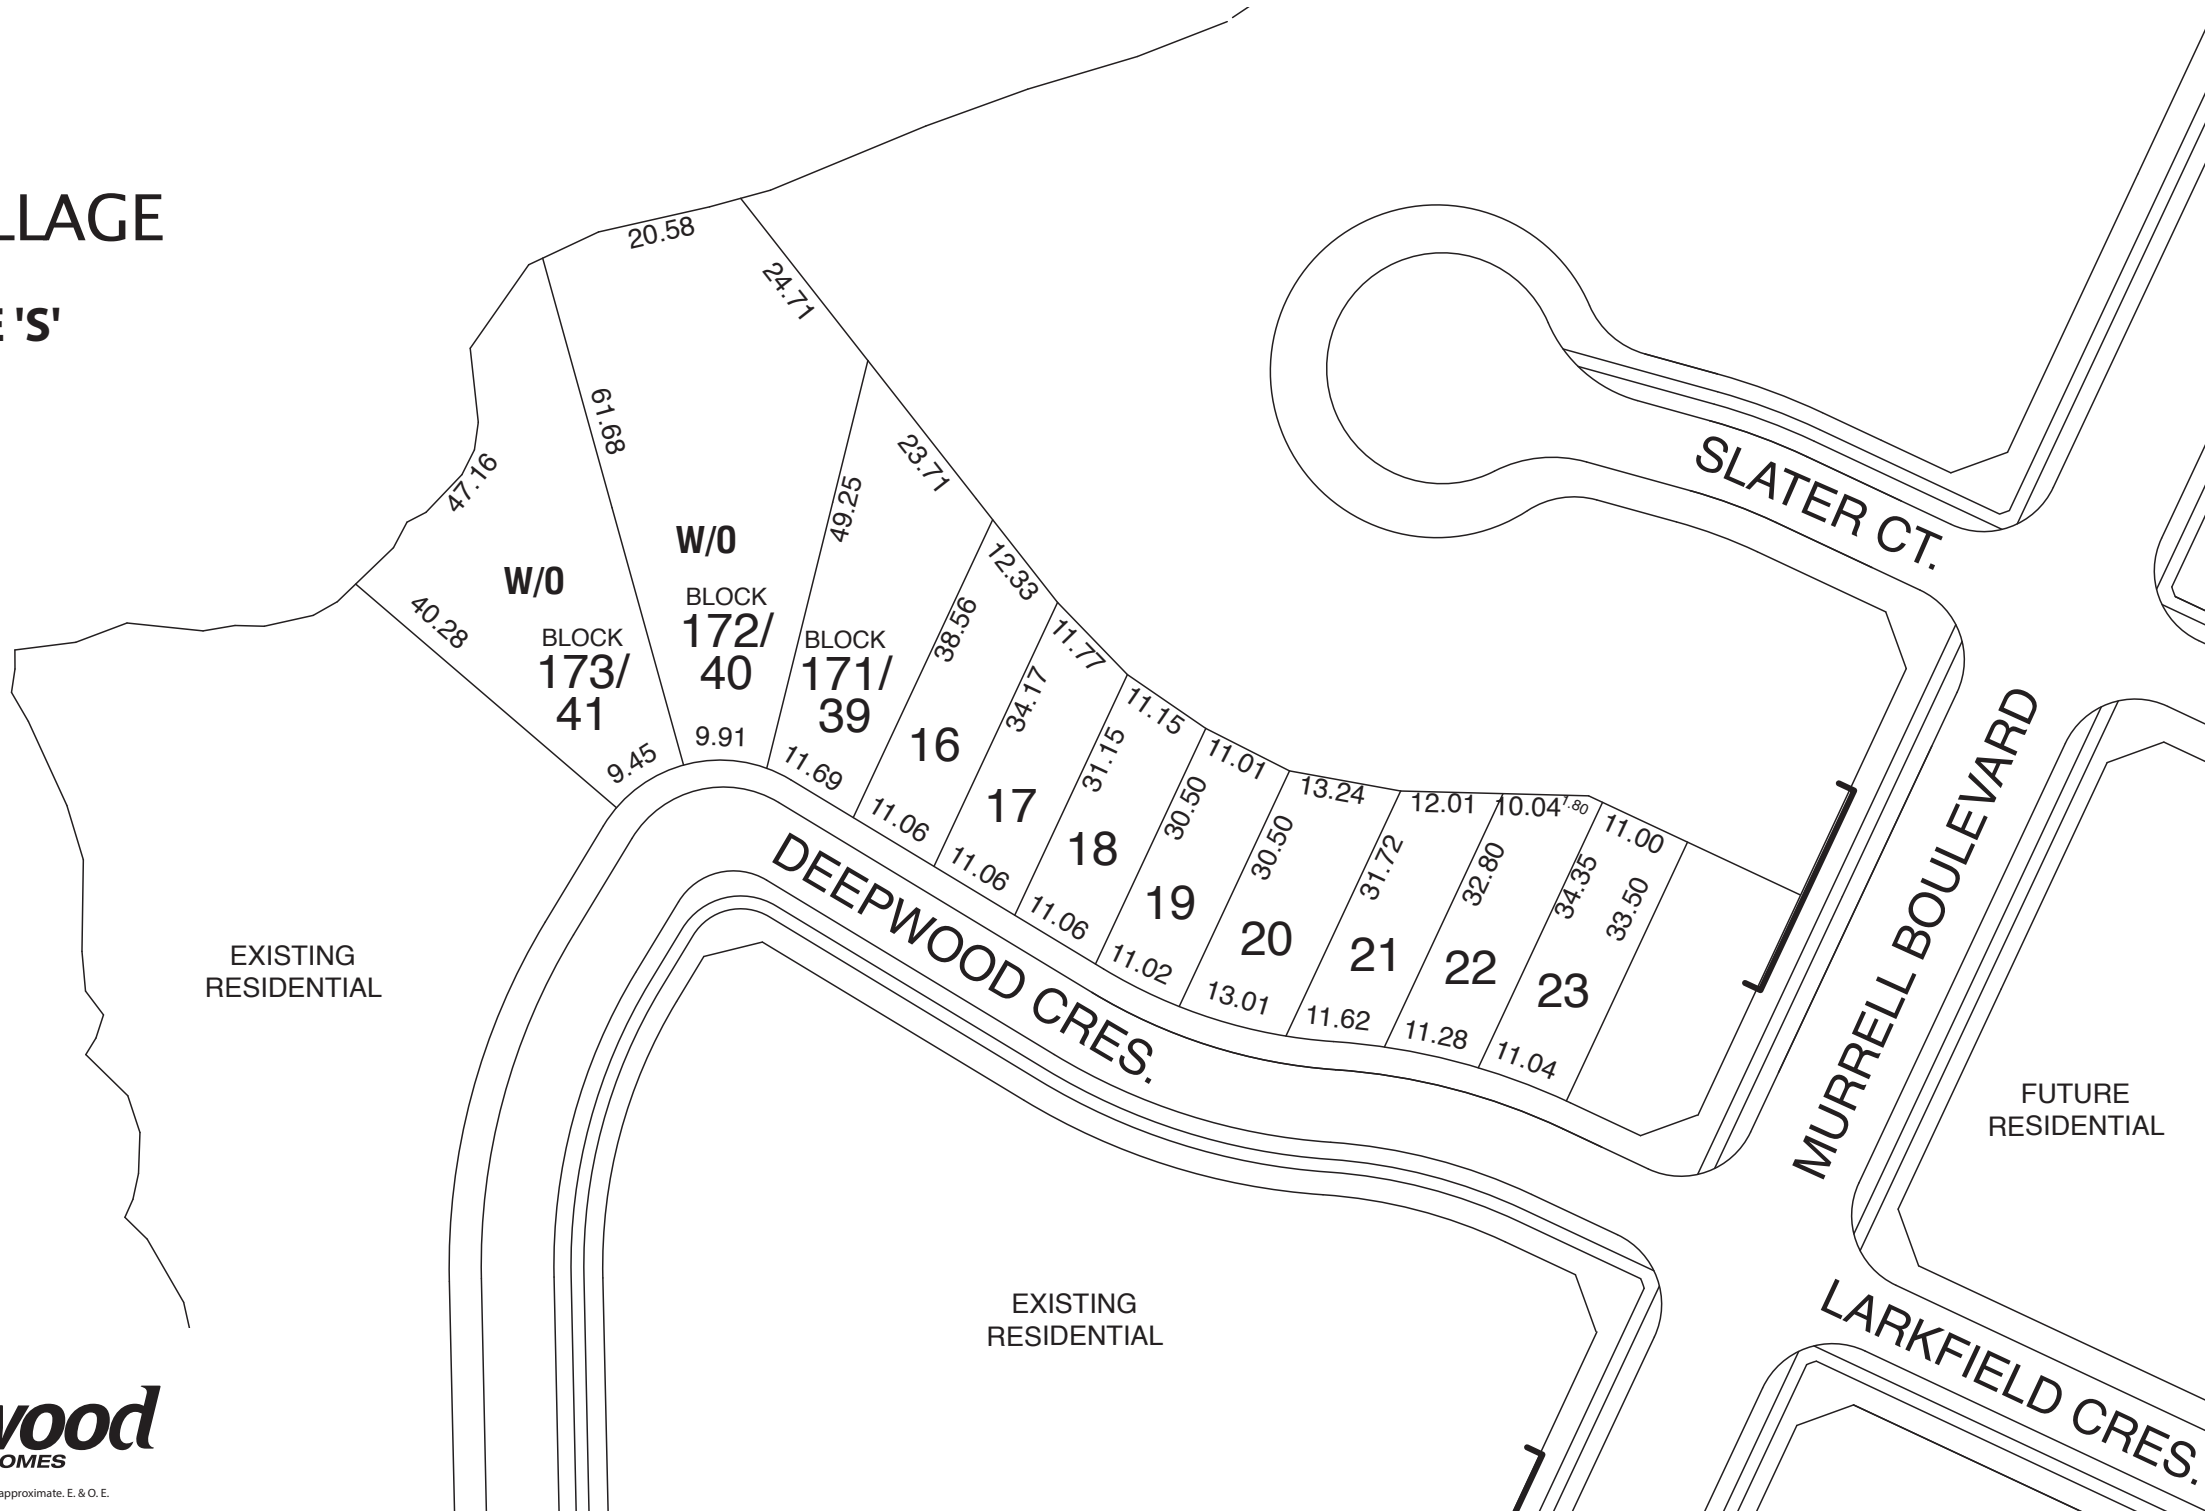 LLAGE
E 'S'
20.58
24.71
61.68
47.16
40.28
W/O
BLOCK
173/
41
9.45
W/O
BLOCK
172/
40
9.91
49.25
23.71
BLOCK
171/
39
11.69
38.56
12.33
16
11.06
34.17
11.77
17
11.06
31.15
11.15
18
11.06
30.50
11.01
19
11.02
30.50
13.24
20
13.01
31.72
12.01
21
11.62
32.80
10.04
1.80
22
11.28
34.35
11.00
23
33.50
11.04
SLATER CT.
DEEPWOOD CRES.
MURRELL BOULEVARD
LARKFIELD CRES.
EXISTING
RESIDENTIAL
EXISTING
RESIDENTIAL
FUTURE
RESIDENTIAL
wood
OMES
approximate. E. & O. E.